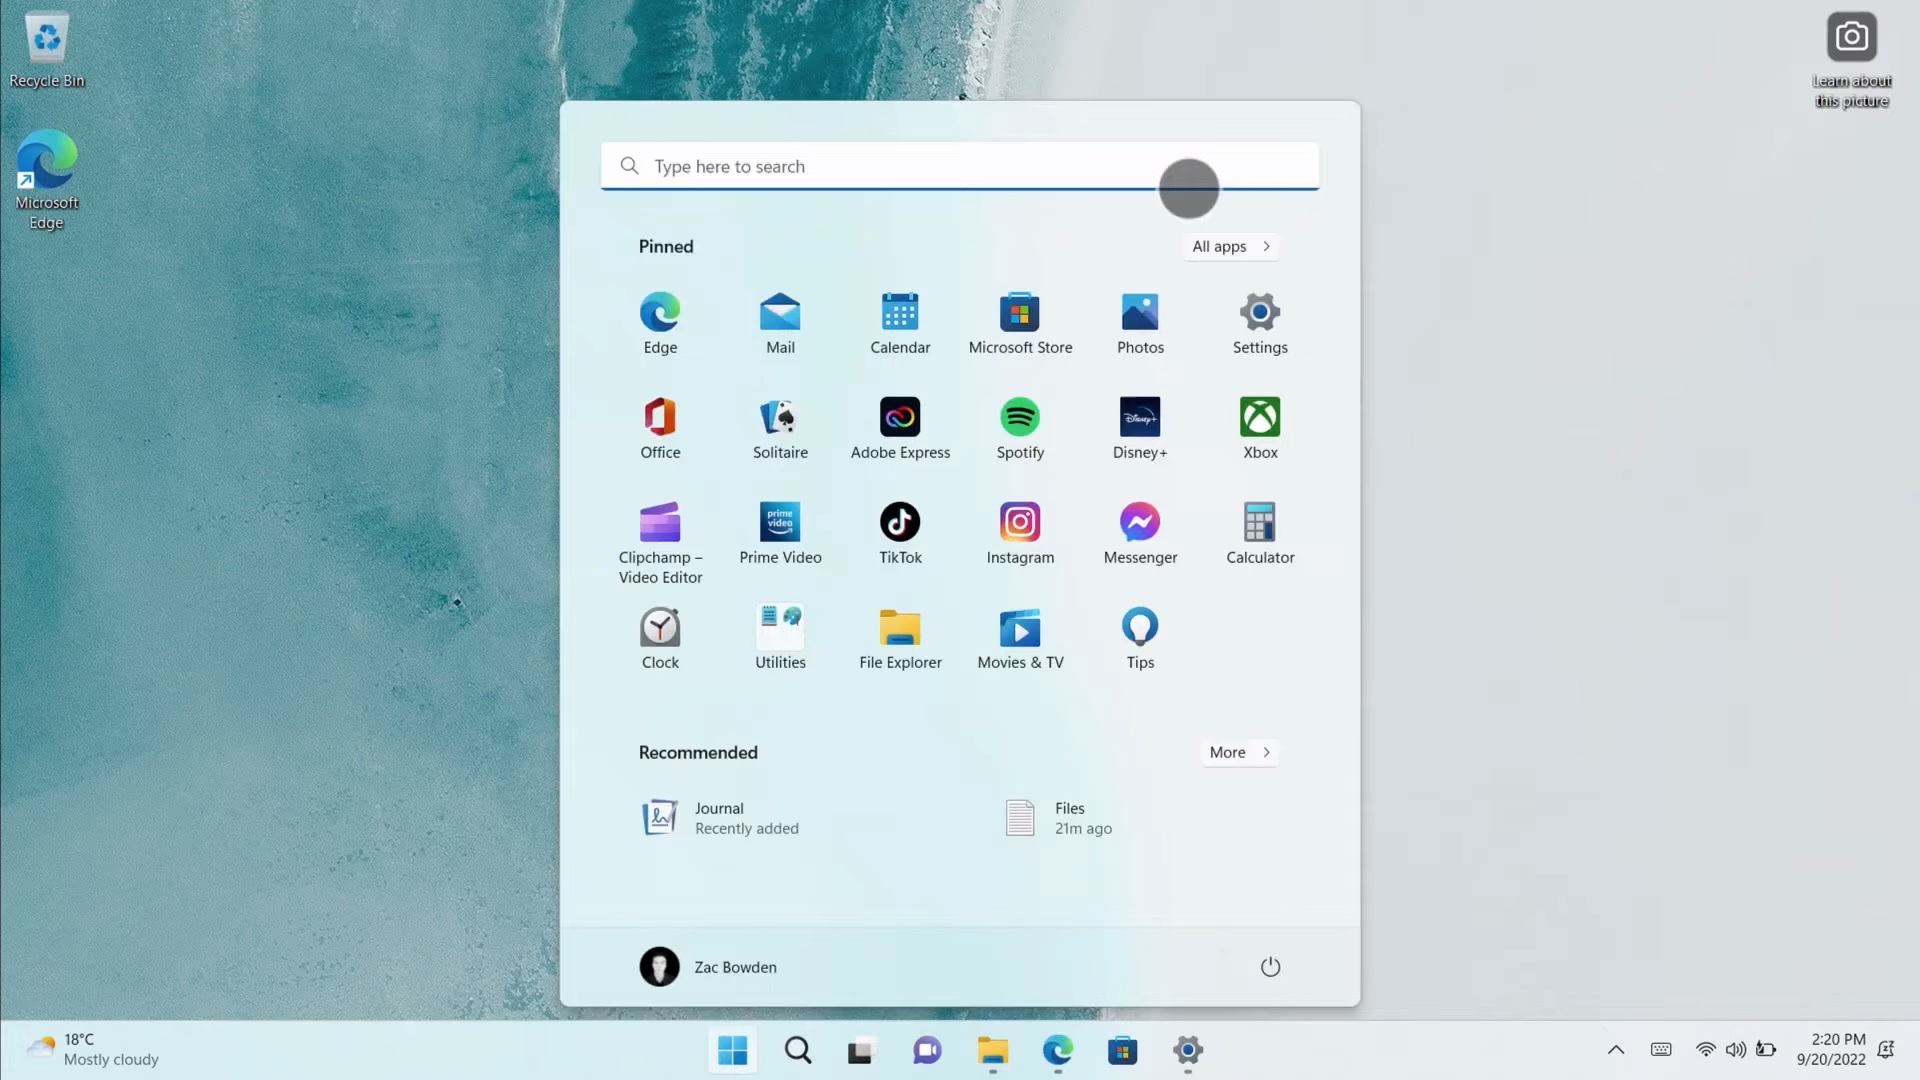 Recycle Bin
Microsoft
Edge
Learn about
this picture
Type here to search
Pinned
All apps
Edge
Mail
Calendar
Microsoft Store
Photos
Settings
Office
Solitaire
Adobe Express
Spotify
Disney+
Disney+
Xbox
Clipchamp –
Video Editor
prime
video
Prime Video
TikTok
Instagram
Messenger
Calculator
Clock
Utilities
File Explorer
Movies & TV
Tips
Recommended
More
Journal
Recently added
Files
21m ago
Zac Bowden
18°C
Mostly cloudy
2:20 PM
9/20/2022